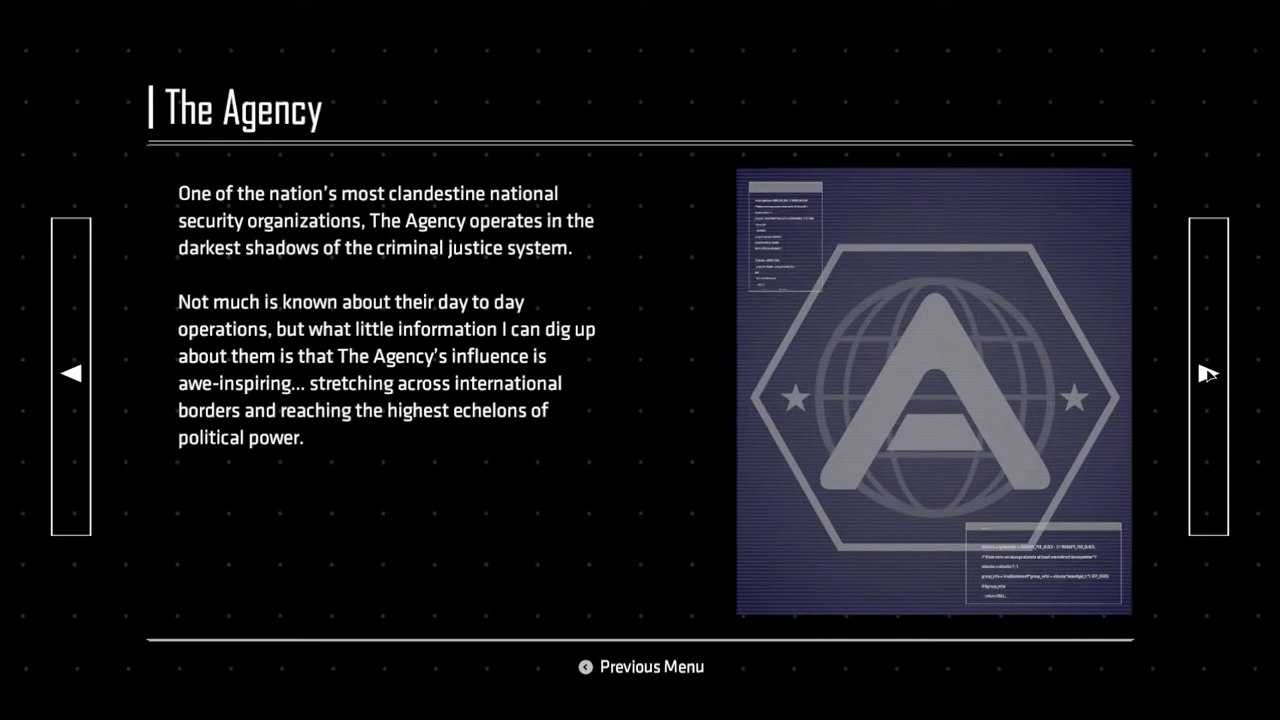 The Agency
One of the nation's most clandestine national
security organizations, The Agency operates in the
darkest shadows of the criminal justice system.
Not much is known about their day to day
operations, but what little information I can dig up
about them is that The Agency's influence is
awe-inspiring... stretching across international
borders and reaching the highest echelons of
political power.
Previous Menu